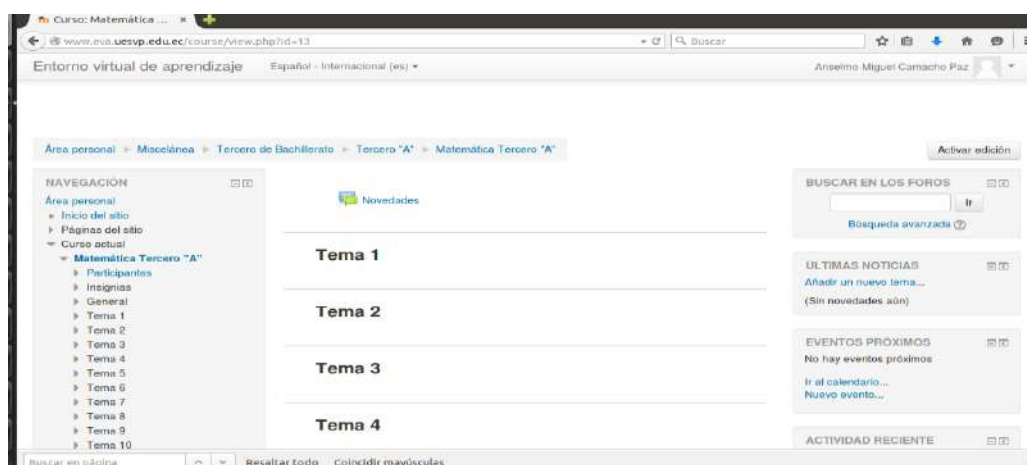 Curso: Matemática ...
www.eva.uesvp.edu.ec/course/view.php?id=13
Buscar
Entorno virtual de aprendizaje
Español - Internacional (es)
Anselmo Miguel Camacho Paz
Área personal
Miscelánea
Tercero de Bachillerato
Tercero "A"
Matemática Tercero "A"
Activar edición
NAVEGACIÓN
Área personal
Inicio del sitio
Páginas del sitio
Curso actual
Matemática Tercero "A"
Participantes
Insignias
General
Tema 1
Tema 2
Tema 3
Tema 4
Tema 5
Tema 6
Tema 7
Tema 8
Tema 9
Tema 10
Novedades
Tema 1
Tema 2
Tema 3
Tema 4
BUSCAR EN LOS FOROS
Ir
Búsqueda avanzada
ULTIMAS NOTICIAS
Añadir un nuevo tema...
(Sin novedades aún)
EVENTOS PRÓXIMOS
No hay eventos próximos
Ir al calendario...
Nuevo evento...
ACTIVIDAD RECIENTE
Buscar en página
Resaltar todo
Coincidir mayúsculas